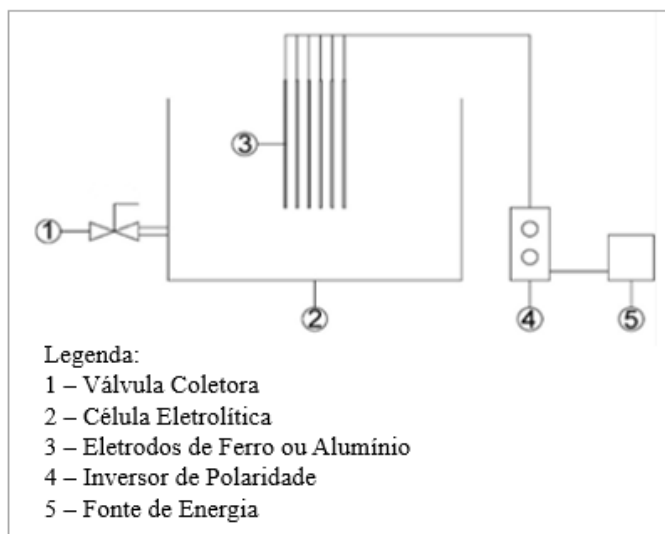 3
1
2
4
5
Legenda:
1 – Válvula Coletora
2 – Célula Eletrolítica
3 – Eletrodos de Ferro ou Alumínio
4 – Inversor de Polaridade
5 – Fonte de Energia